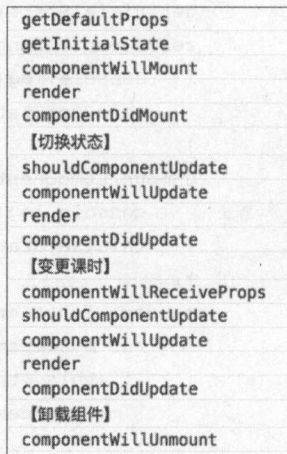 getDefaultProps
getInitialState
componentWillMount
render
componentDidMount
【切换状态】
shouldComponentUpdate
componentWillUpdate
render
componentDidUpdate
【变更课时】
componentWillReceiveProps
shouldComponentUpdate
componentWillUpdate
render
componentDidUpdate
【卸载组件】
componentWillUnmount